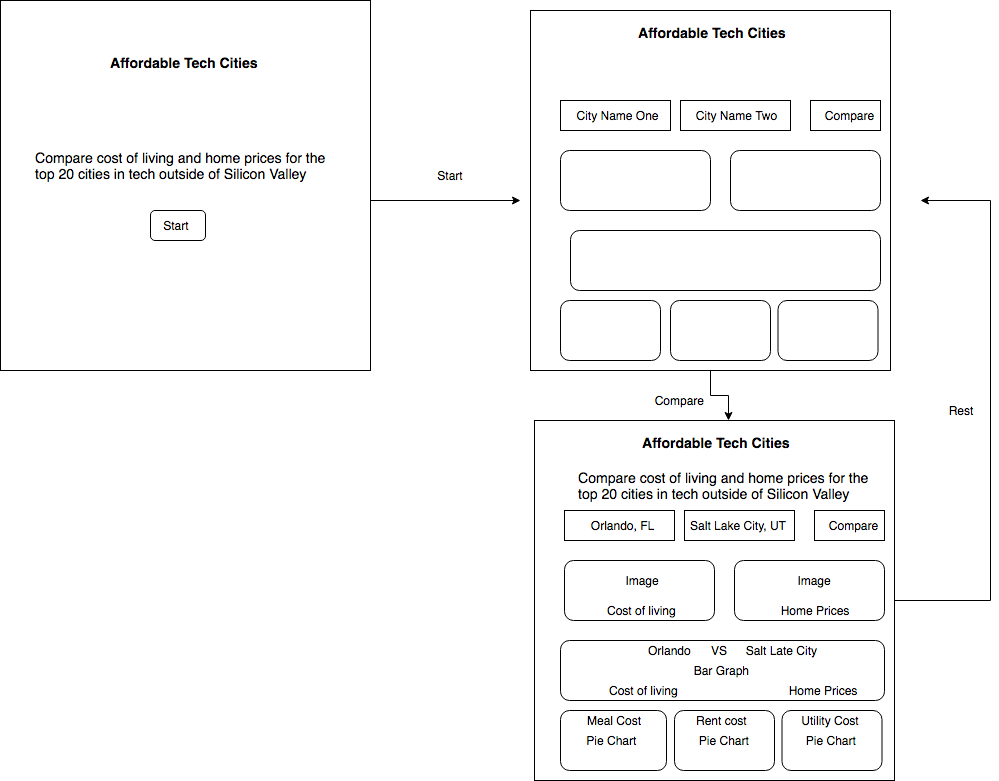 Affordable Tech Cities
Compare cost of living and home prices for the
top 20 cities in tech outside of Silicon Valley
Start
Start
Affordable Tech Cities
City Name One
City Name Two
Compare
Compare
Rest
Affordable Tech Cities
Compare cost of living and home prices for the
top 20 cities in tech outside of Silicon Valley
Orlando, FL
Salt Lake City, UT
Compare
Image
Cost of living
Image
Home Prices
Orlando VS Salt Late City
Bar Graph
Cost of living Home Prices
Meal Cost
Pie Chart
Rent cost
Pie Chart
Utility Cost
Pie Chart